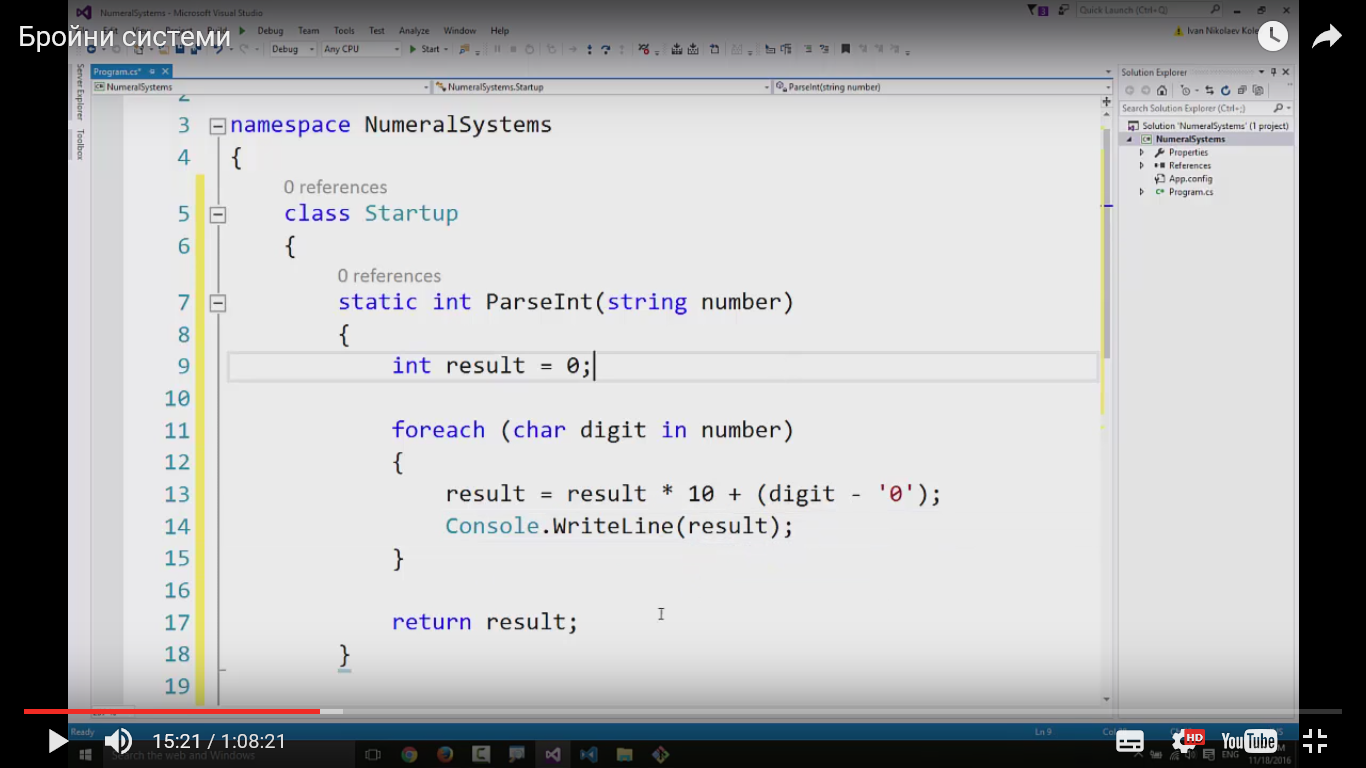 NumeralSystems - Microsoft Visual Studio
Quick Launch (Ctrl+Q)
Бройни системи
Debug Team Tools Test Analyze Window Help
Ivan Nikolaev
Debug Any CPU Start
Server Explorer
Toolbox
Program.cs*
Solution Explorer
NumeralSystems NumeralSystems.Startup ParseInt(string number)
Search Solution Explorer (Ctrl+;)
Solution 'NumeralSystems' (1 project)
NumeralSystems
Properties
References
App.config
Program.cs
2
3 namespace NumeralSystems
4 {
0 references
5 class Startup
6 {
0 references
7 static int ParseInt(string number)
8 {
9 int result = 0;
10
11 foreach (char digit in number)
12 {
13 result = result * 10 + (digit - '0');
14 Console.WriteLine(result);
15 }
16
17 return result;
18 }
19
Ready Ln 9
15:21 / 1:08:21
HD
YouTube
Search the web and Windows
ENG
11/18/2016